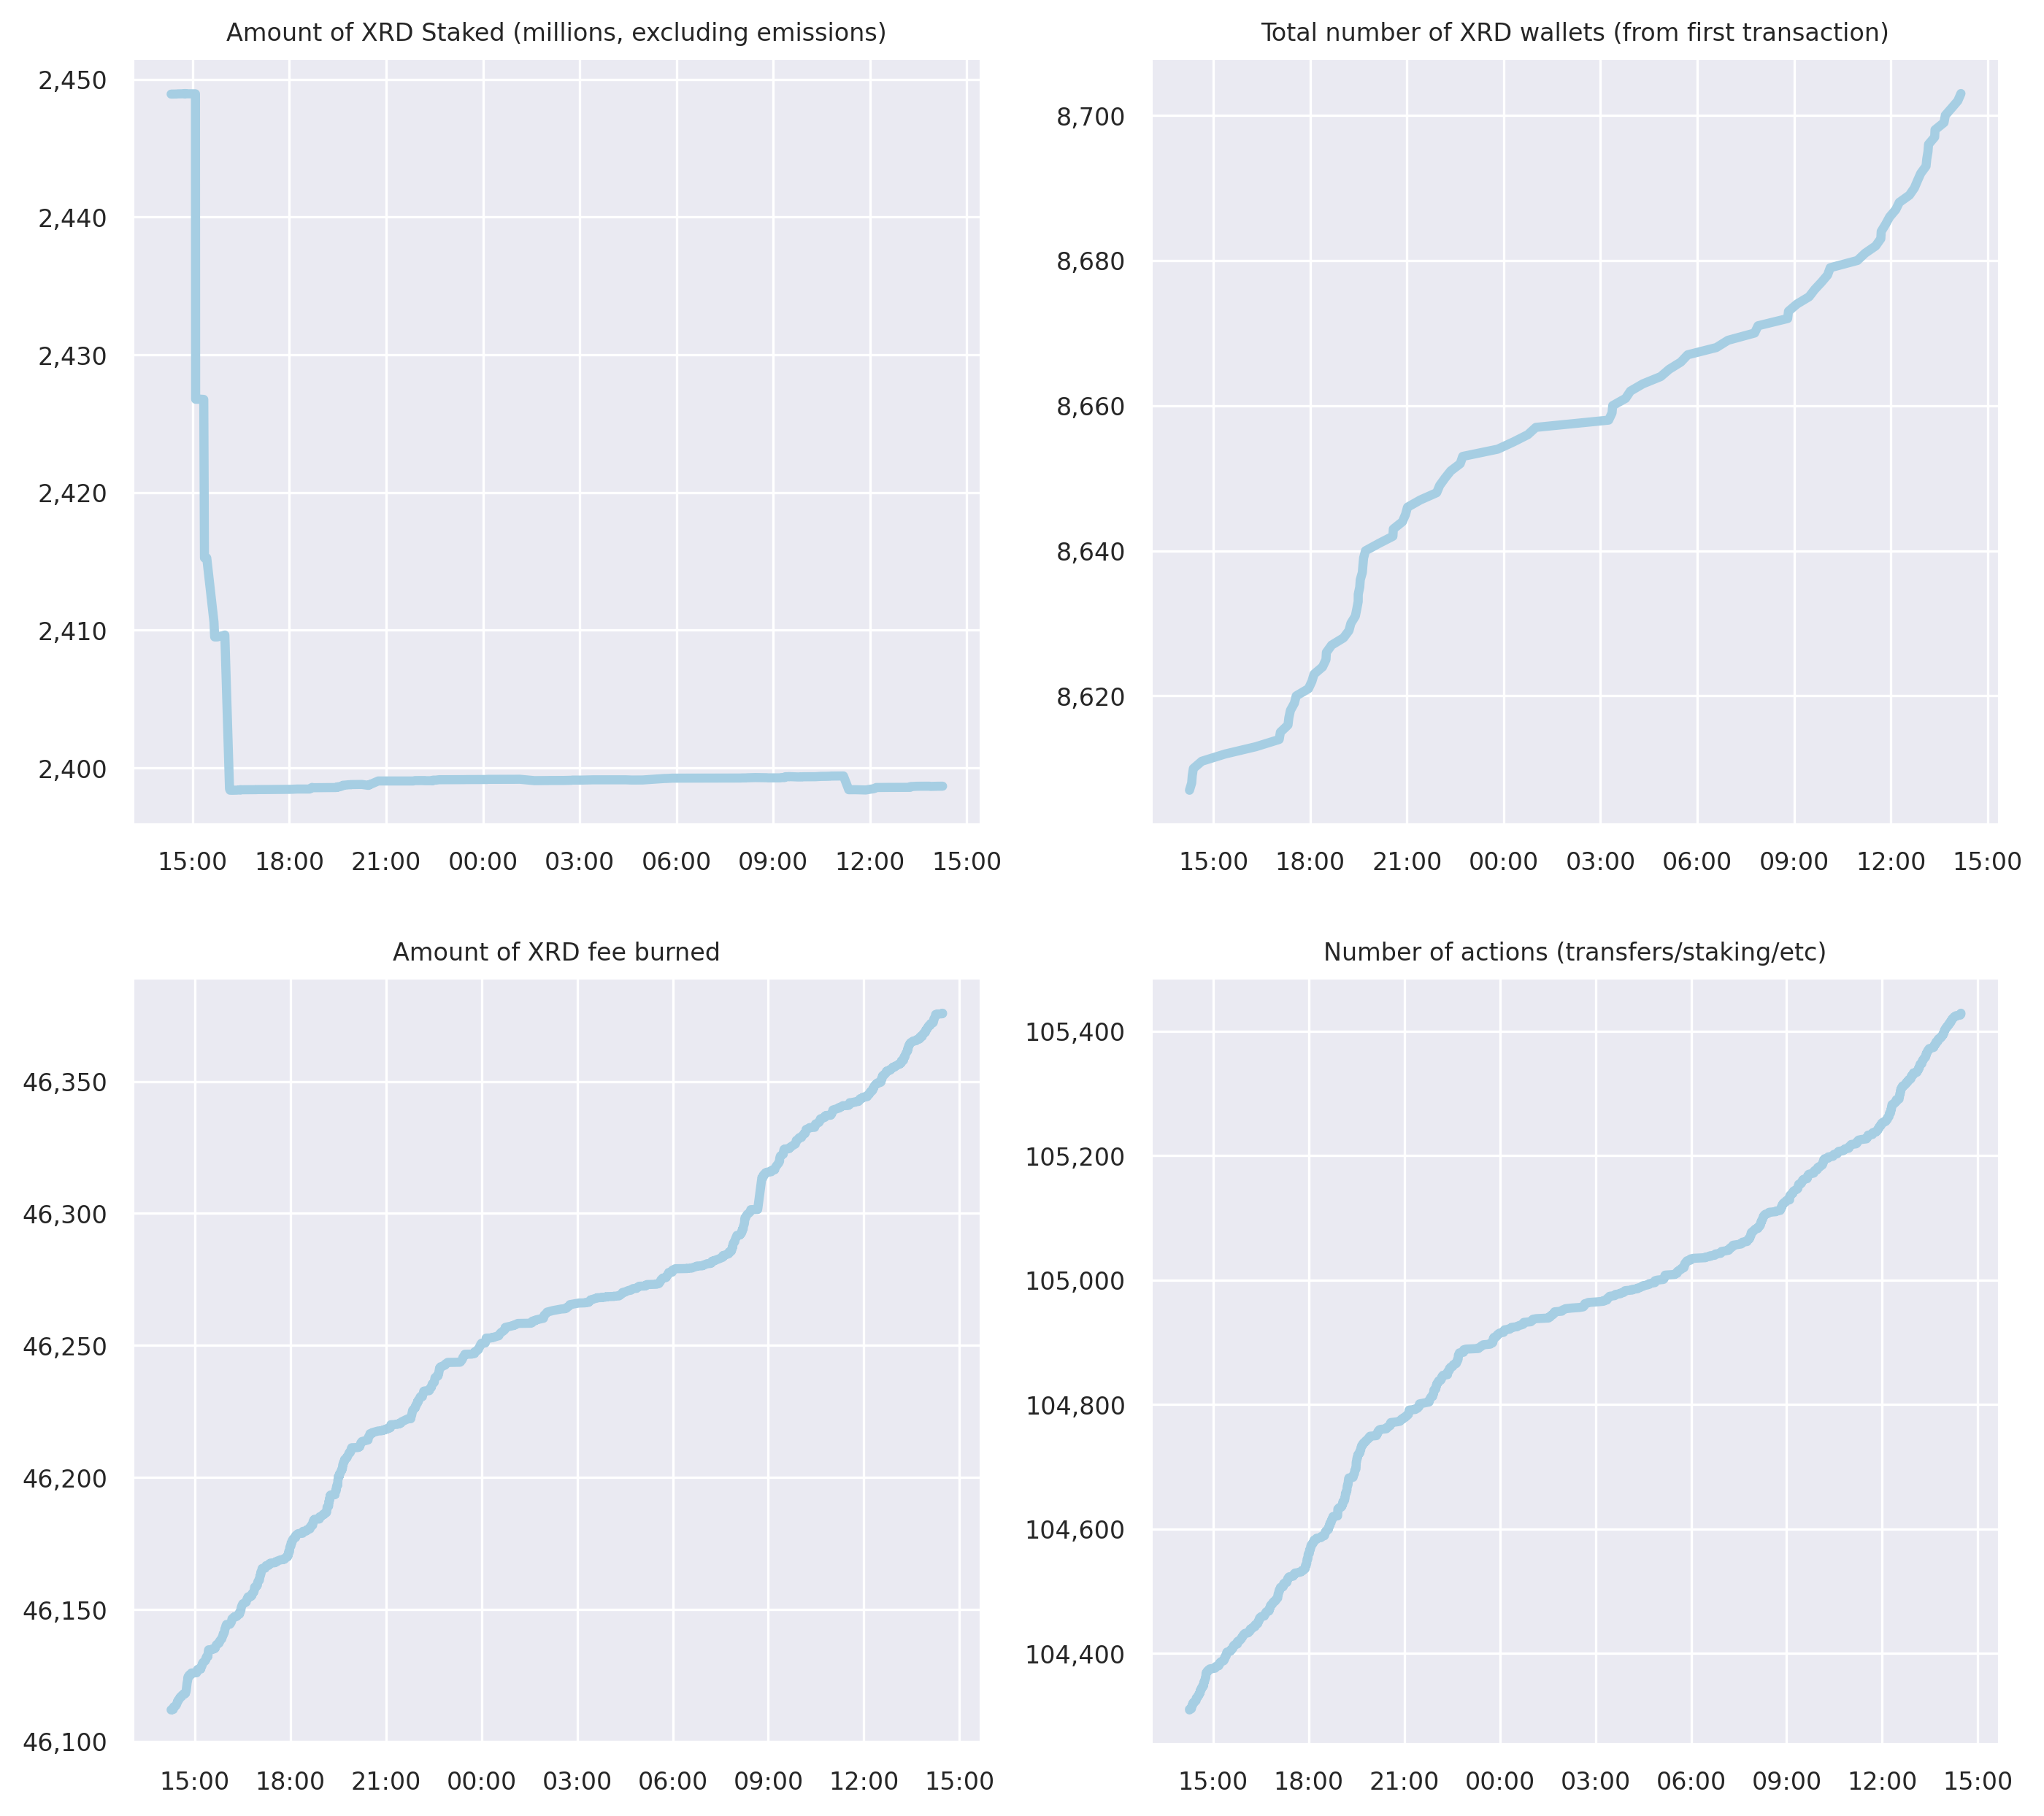 Amount of XRD Staked (millions, excluding emissions)
2,450
2,440
2,430
2,420
2,410
2,400
15:00 18:00 21:00 00:00 03:00 06:00 09:00 12:00 15:00
Total number of XRD wallets (from first transaction)
8,700
8,680
8,660
8,640
8,620
15:00 18:00 21:00 00:00 03:00 06:00 09:00 12:00 15:00
Amount of XRD fee burned
46,350
46,300
46,250
46,200
46,150
46,100
15:00 18:00 21:00 00:00 03:00 06:00 09:00 12:00 15:00
Number of actions (transfers/staking/etc)
105,400
105,200
105,000
104,800
104,600
104,400
15:00 18:00 21:00 00:00 03:00 06:00 09:00 12:00 15:00